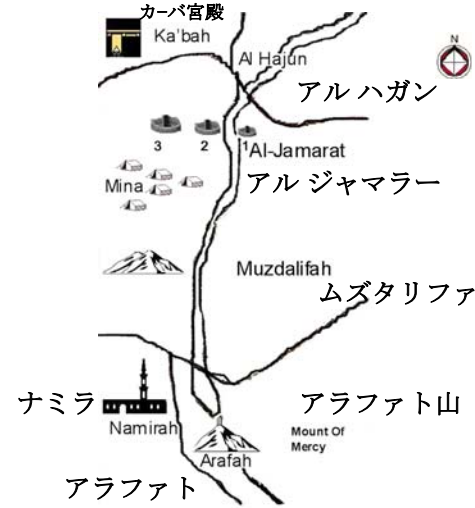 カーバ宮殿
Ka'bah
N
Al Hajun
アル ハガン
3
2
1
Al-Jamarat
Mina
アル ジャマラー
Muzdalifah
ムズタリファ
ナミラ
アラファト山
Namirah
Mount Of
Mercy
Arafah
アラファト